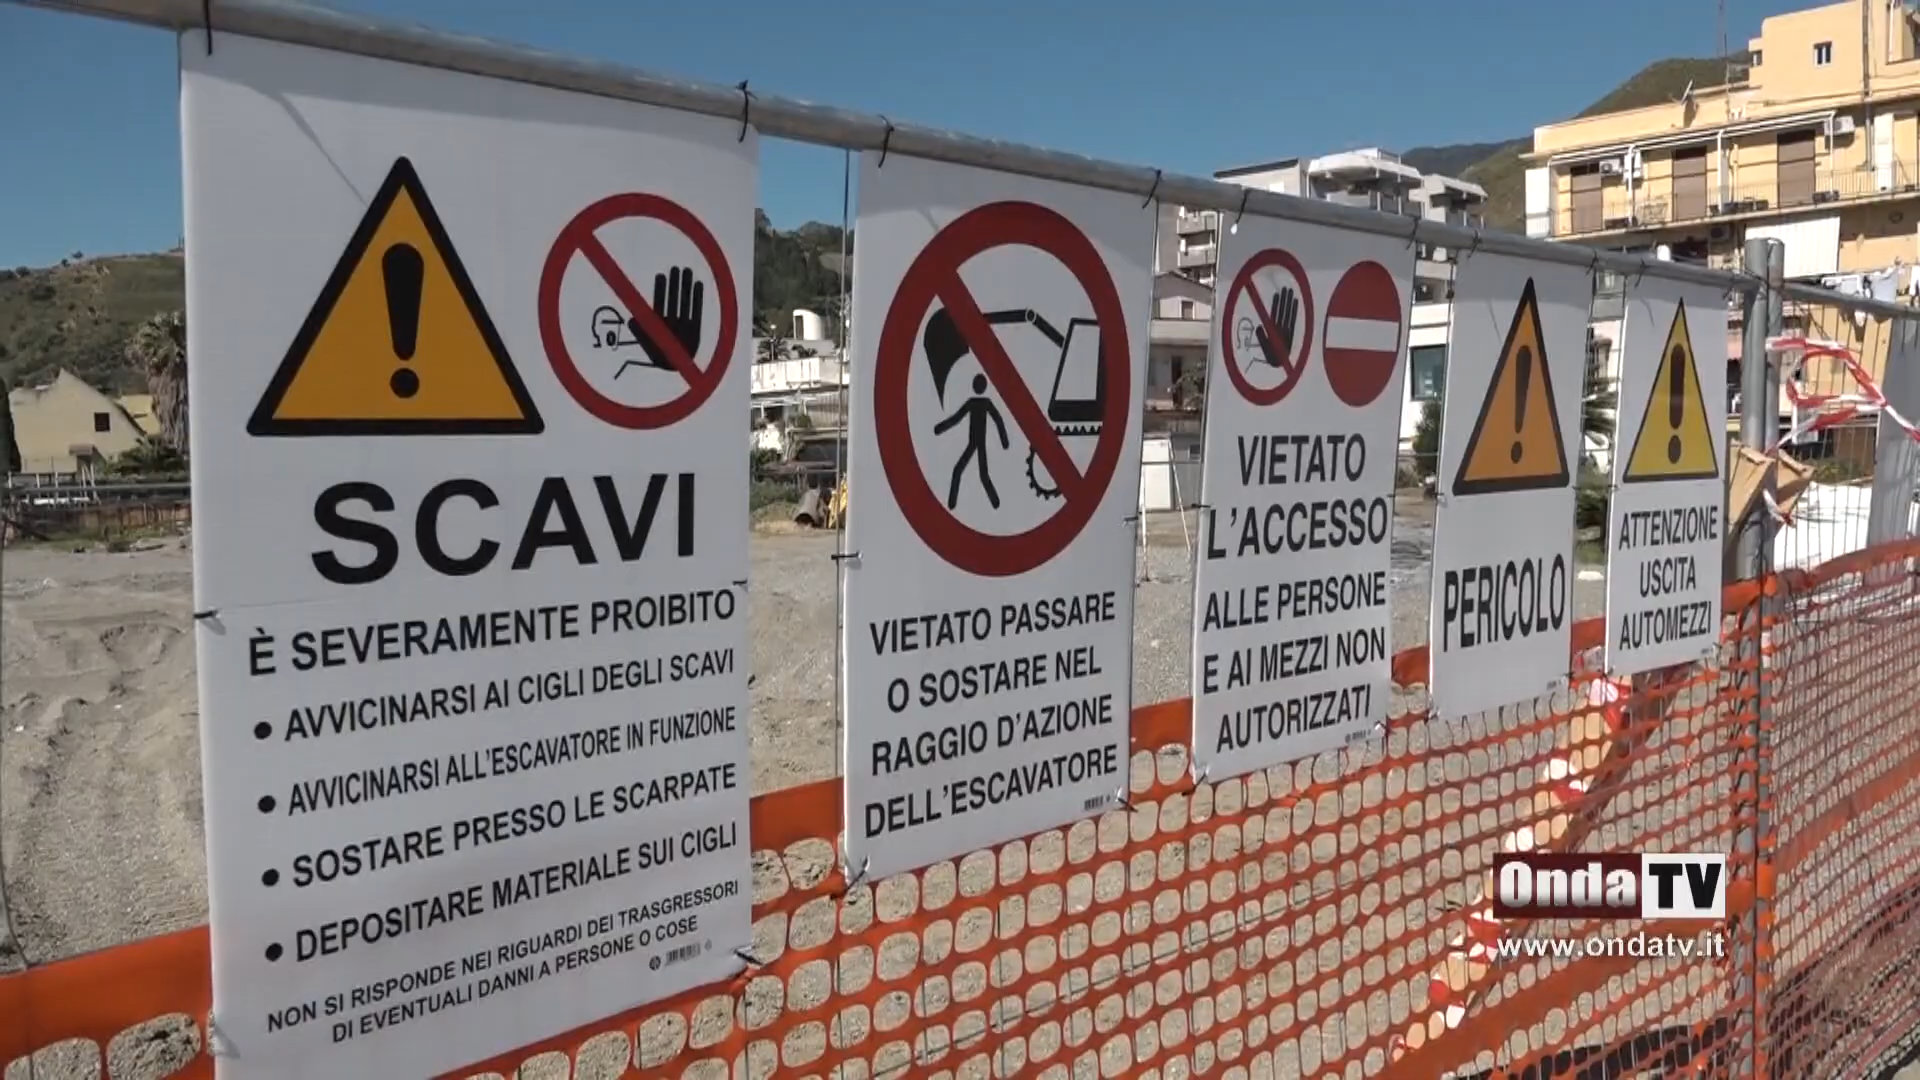 SCAVI
È SEVERAMENTE PROIBITO
• AVVICINARSI AI CIGLI DEGLI SCAVI
• AVVICINARSI ALL'ESCAVATORE IN FUNZIONE
• SOSTARE PRESSO LE SCARPATE
• DEPOSITARE MATERIALE SUI CIGLI
NON SI RISPONDE NEI RIGUARDI DEI TRASGRESSORI
DI EVENTUALI DANNI A PERSONE O COSE
VIETATO PASSARE
O SOSTARE NEL
RAGGIO D'AZIONE
DELL'ESCAVATORE
VIETATO
L'ACCESSO
ALLE PERSONE
E AI MEZZI NON
AUTORIZZATI
PERICOLO
ATTENZIONE
USCITA
AUTOMEZZI
Onda TV
www.ondatv.it